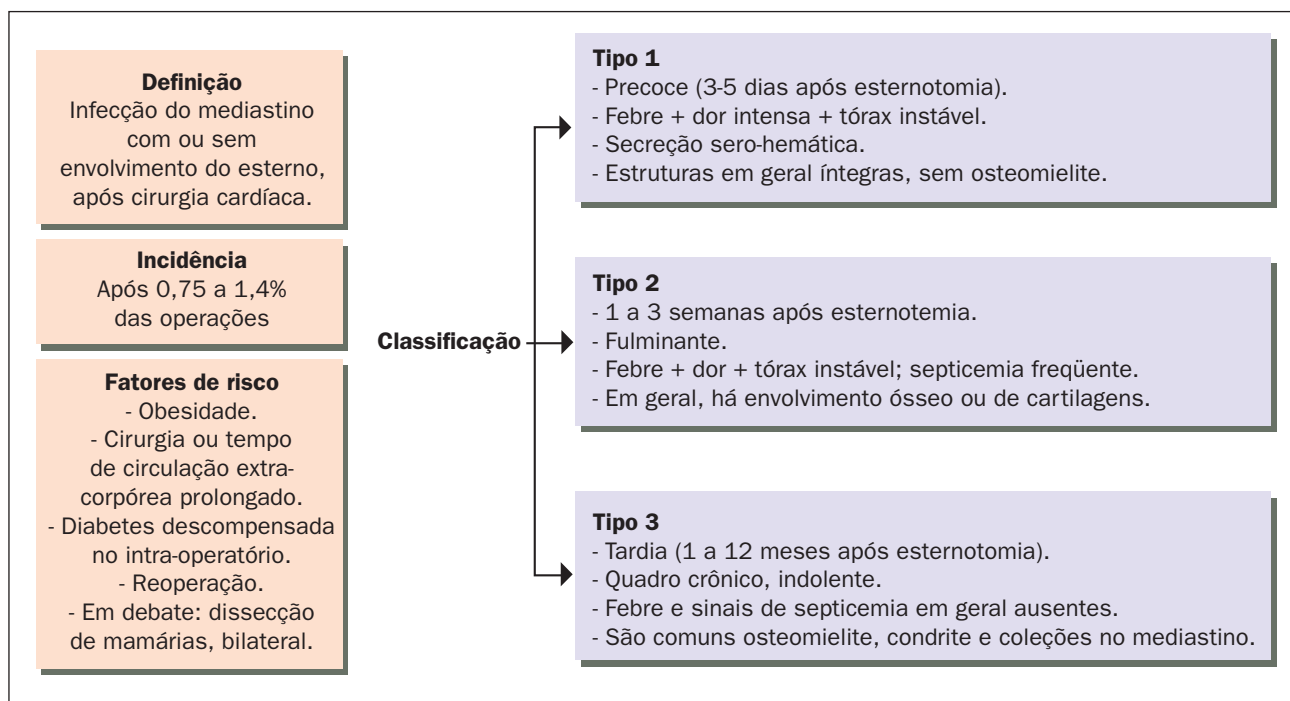 Definição
Infecção do mediastino
com ou sem
envolvimento do esterno,
após cirurgia cardíaca.
Incidência
Após 0,75 a 1,4%
das operações
Fatores de risco
- Obesidade.
- Cirurgia ou tempo
de circulação extra-
corpórea prolongado.
- Diabetes descompensada
no intra-operatório.
- Reoperação.
- Em debate: dissecção
de mamárias, bilateral.
Classificação
Tipo 1
- Precoce (3-5 dias após esternotomia).
- Febre + dor intensa + tórax instável.
- Secreção sero-hemática.
- Estruturas em geral íntegras, sem osteomielite.
Tipo 2
- 1 a 3 semanas após esternotemia.
- Fulminante.
- Febre + dor + tórax instável; septicemia freqüente.
- Em geral, há envolvimento ósseo ou de cartilagens.
Tipo 3
- Tardia (1 a 12 meses após esternotomia).
- Quadro crônico, indolente.
- Febre e sinais de septicemia em geral ausentes.
- São comuns osteomielite, condrite e coleções no mediastino.